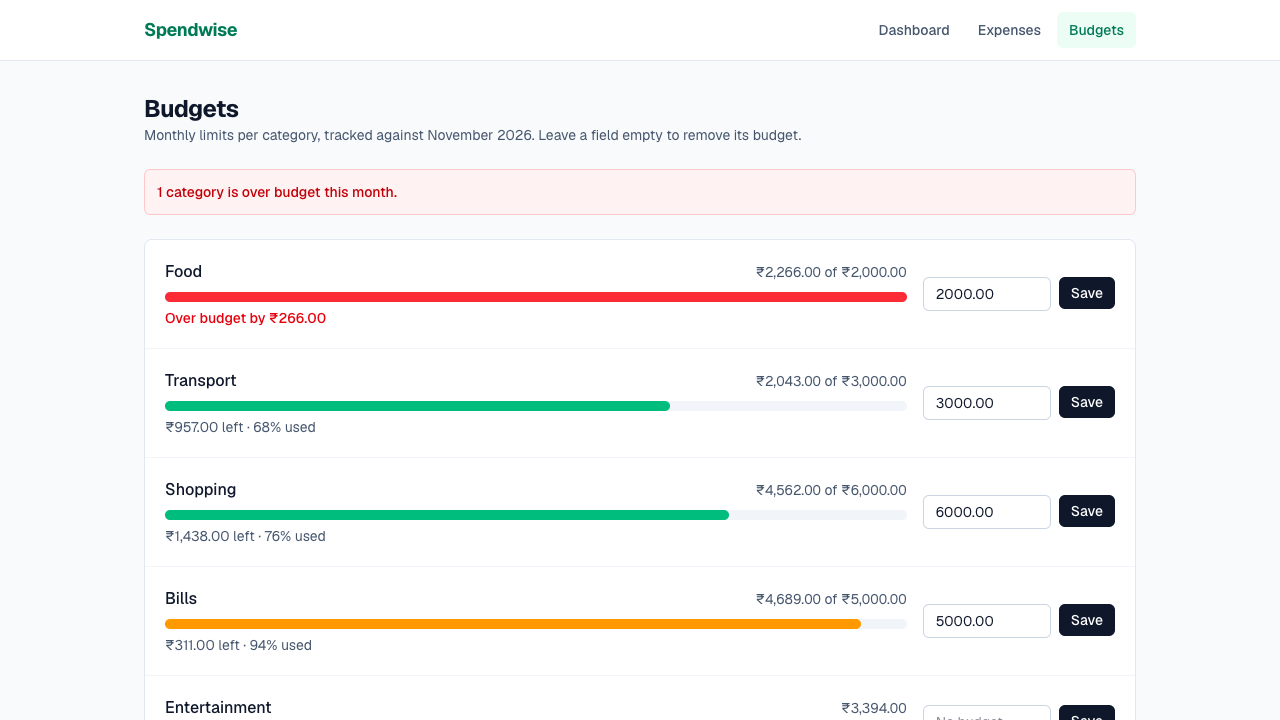 Spendwise
Dashboard Expenses Budgets
Budgets
Monthly limits per category, tracked against November 2026. Leave a field empty to remove its budget.
1 category is over budget this month.
Food ₹2,266.00 of ₹2,000.00
2000.00 Save
Over budget by ₹266.00
Transport ₹2,043.00 of ₹3,000.00
3000.00 Save
₹957.00 left · 68% used
Shopping ₹4,562.00 of ₹6,000.00
6000.00 Save
₹1,438.00 left · 76% used
Bills ₹4,689.00 of ₹5,000.00
5000.00 Save
₹311.00 left · 94% used
Entertainment ₹3,394.00
No budget Save